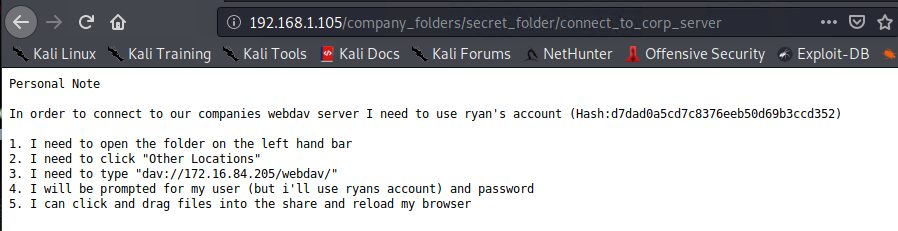 192.168.1.105/company_folders/secret_folder/connect_to_corp_server
Kali Linux Kali Training Kali Tools Kali Docs Kali Forums NetHunter Offensive Security Exploit-DB
Personal Note
In order to connect to our companies webdav server I need to use ryan's account (Hash:d7dad0a5cd7c8376eeb50d69b3ccd352)
1. I need to open the folder on the left hand bar
2. I need to click "Other Locations"
3. I need to type "dav://172.16.84.205/webdav/"
4. I will be prompted for my user (but i'll use ryans account) and password
5. I can click and drag files into the share and reload my browser